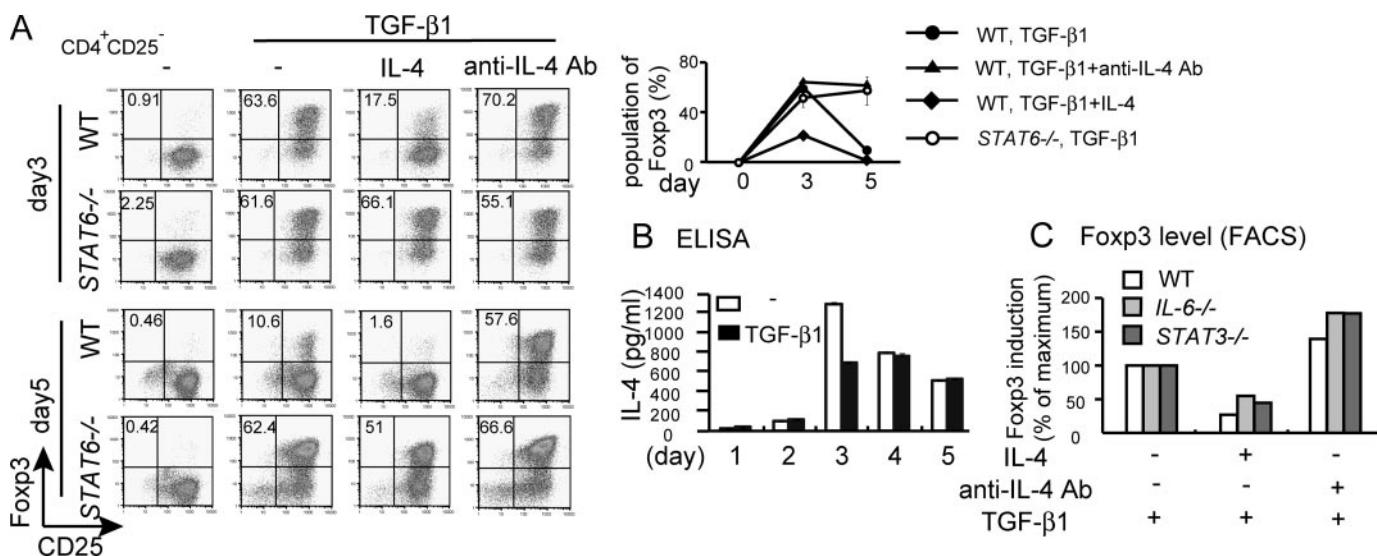 A
CD4+CD25-
TGF-β1
- - IL-4 anti-IL-4 Ab
day3
WT
0.91 63.6 17.5 70.2
STAT6-/-
2.25 61.6 66.1 55.1
day5
WT
0.46 10.6 1.6 57.6
STAT6-/-
0.42 62.4 51 66.6
Foxp3
CD25
population of
Foxp3 (%)
80
40
0
day 0 3 5
WT, TGF-β1
WT, TGF-β1+anti-IL-4 Ab
WT, TGF-β1+IL-4
STAT6-/-, TGF-β1
B ELISA
IL-4 (pg/ml)
1400
1200
1000
800
600
400
200
0
-
TGF-β1
(day) 1 2 3 4 5
C Foxp3 level (FACS)
Foxp3 induction
(% of maximum)
200
150
100
50
0
WT
IL-6-/-
STAT3-/-
IL-4 - + -
anti-IL-4 Ab - - +
TGF-β1 + + +